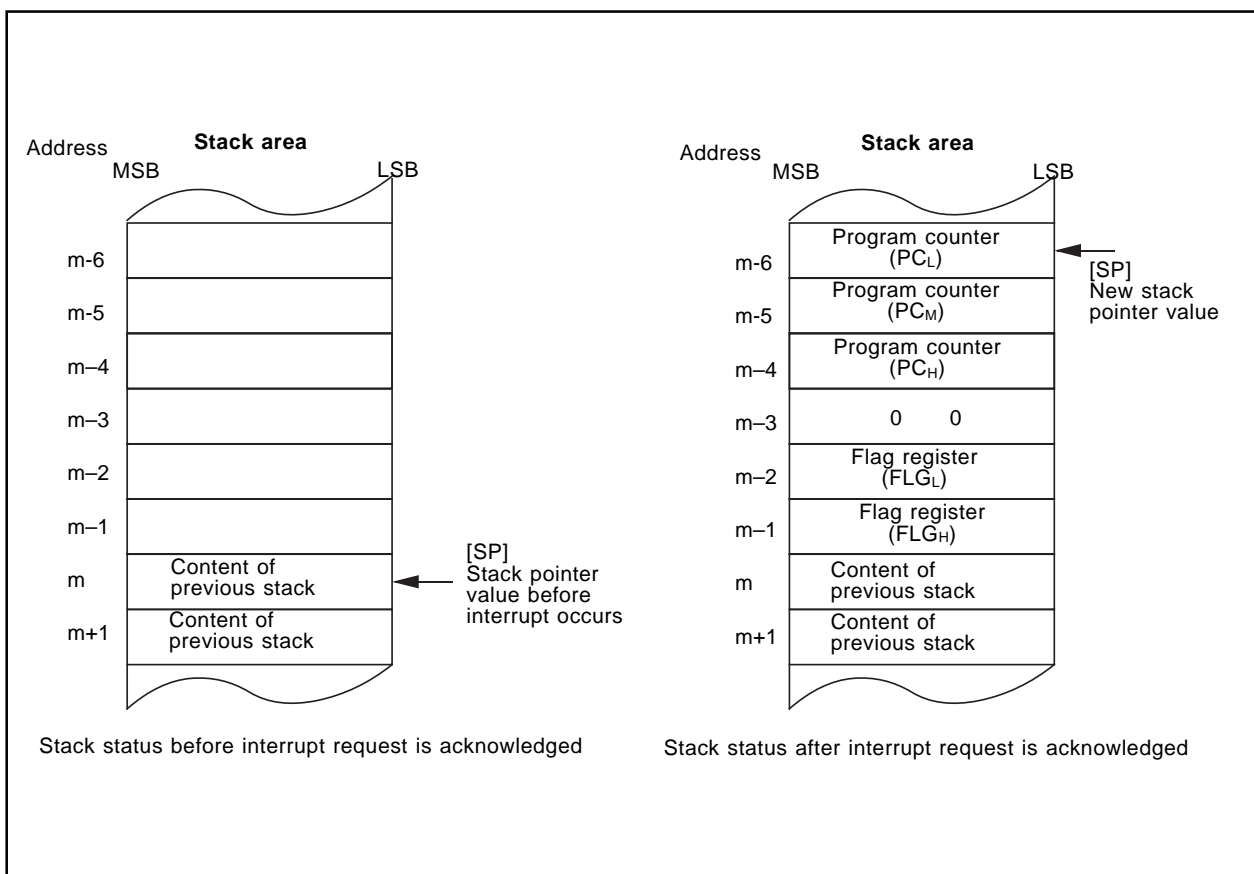 Stack area
Address
MSB
LSB
m-6
m-5
m–4
m–3
m–2
m–1
m
Content of
previous stack
m+1
Content of
previous stack
[SP]
Stack pointer
value before
interrupt occurs
Stack status before interrupt request is acknowledged
Stack area
Address
MSB
LSB
m-6
Program counter
(PCL)
[SP]
New stack
pointer value
m-5
Program counter
(PCM)
m–4
Program counter
(PCH)
m–3
0 0
m–2
Flag register
(FLGL)
m–1
Flag register
(FLGH)
m
Content of
previous stack
m+1
Content of
previous stack
Stack status after interrupt request is acknowledged